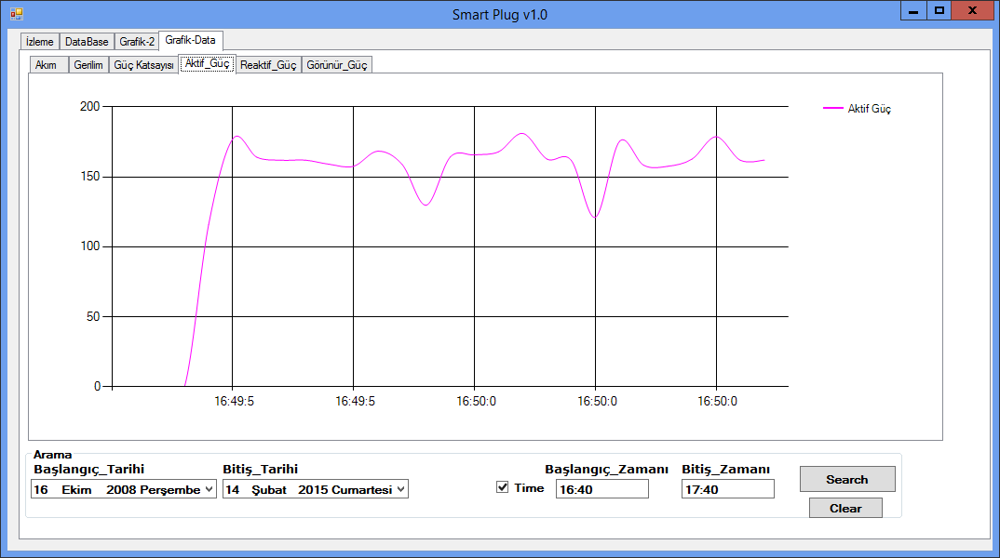 Smart Plug v1.0
İzleme DataBase Grafik-2 Grafik-Data
Akım Gerilim Güç Katsayısı Aktif_Güç Reaktif_Güç Görünür_Güç
200
150
100
50
0
16:49:5 16:49:5 16:50:0 16:50:0 16:50:0
Aktif Güç
Arama
Başlangıç_Tarihi Bitiş_Tarihi Başlangıç_Zamanı Bitiş_Zamanı
16 Ekim 2008 Perşembe 14 Şubat 2015 Cumartesi Time 16:40 17:40
Search
Clear